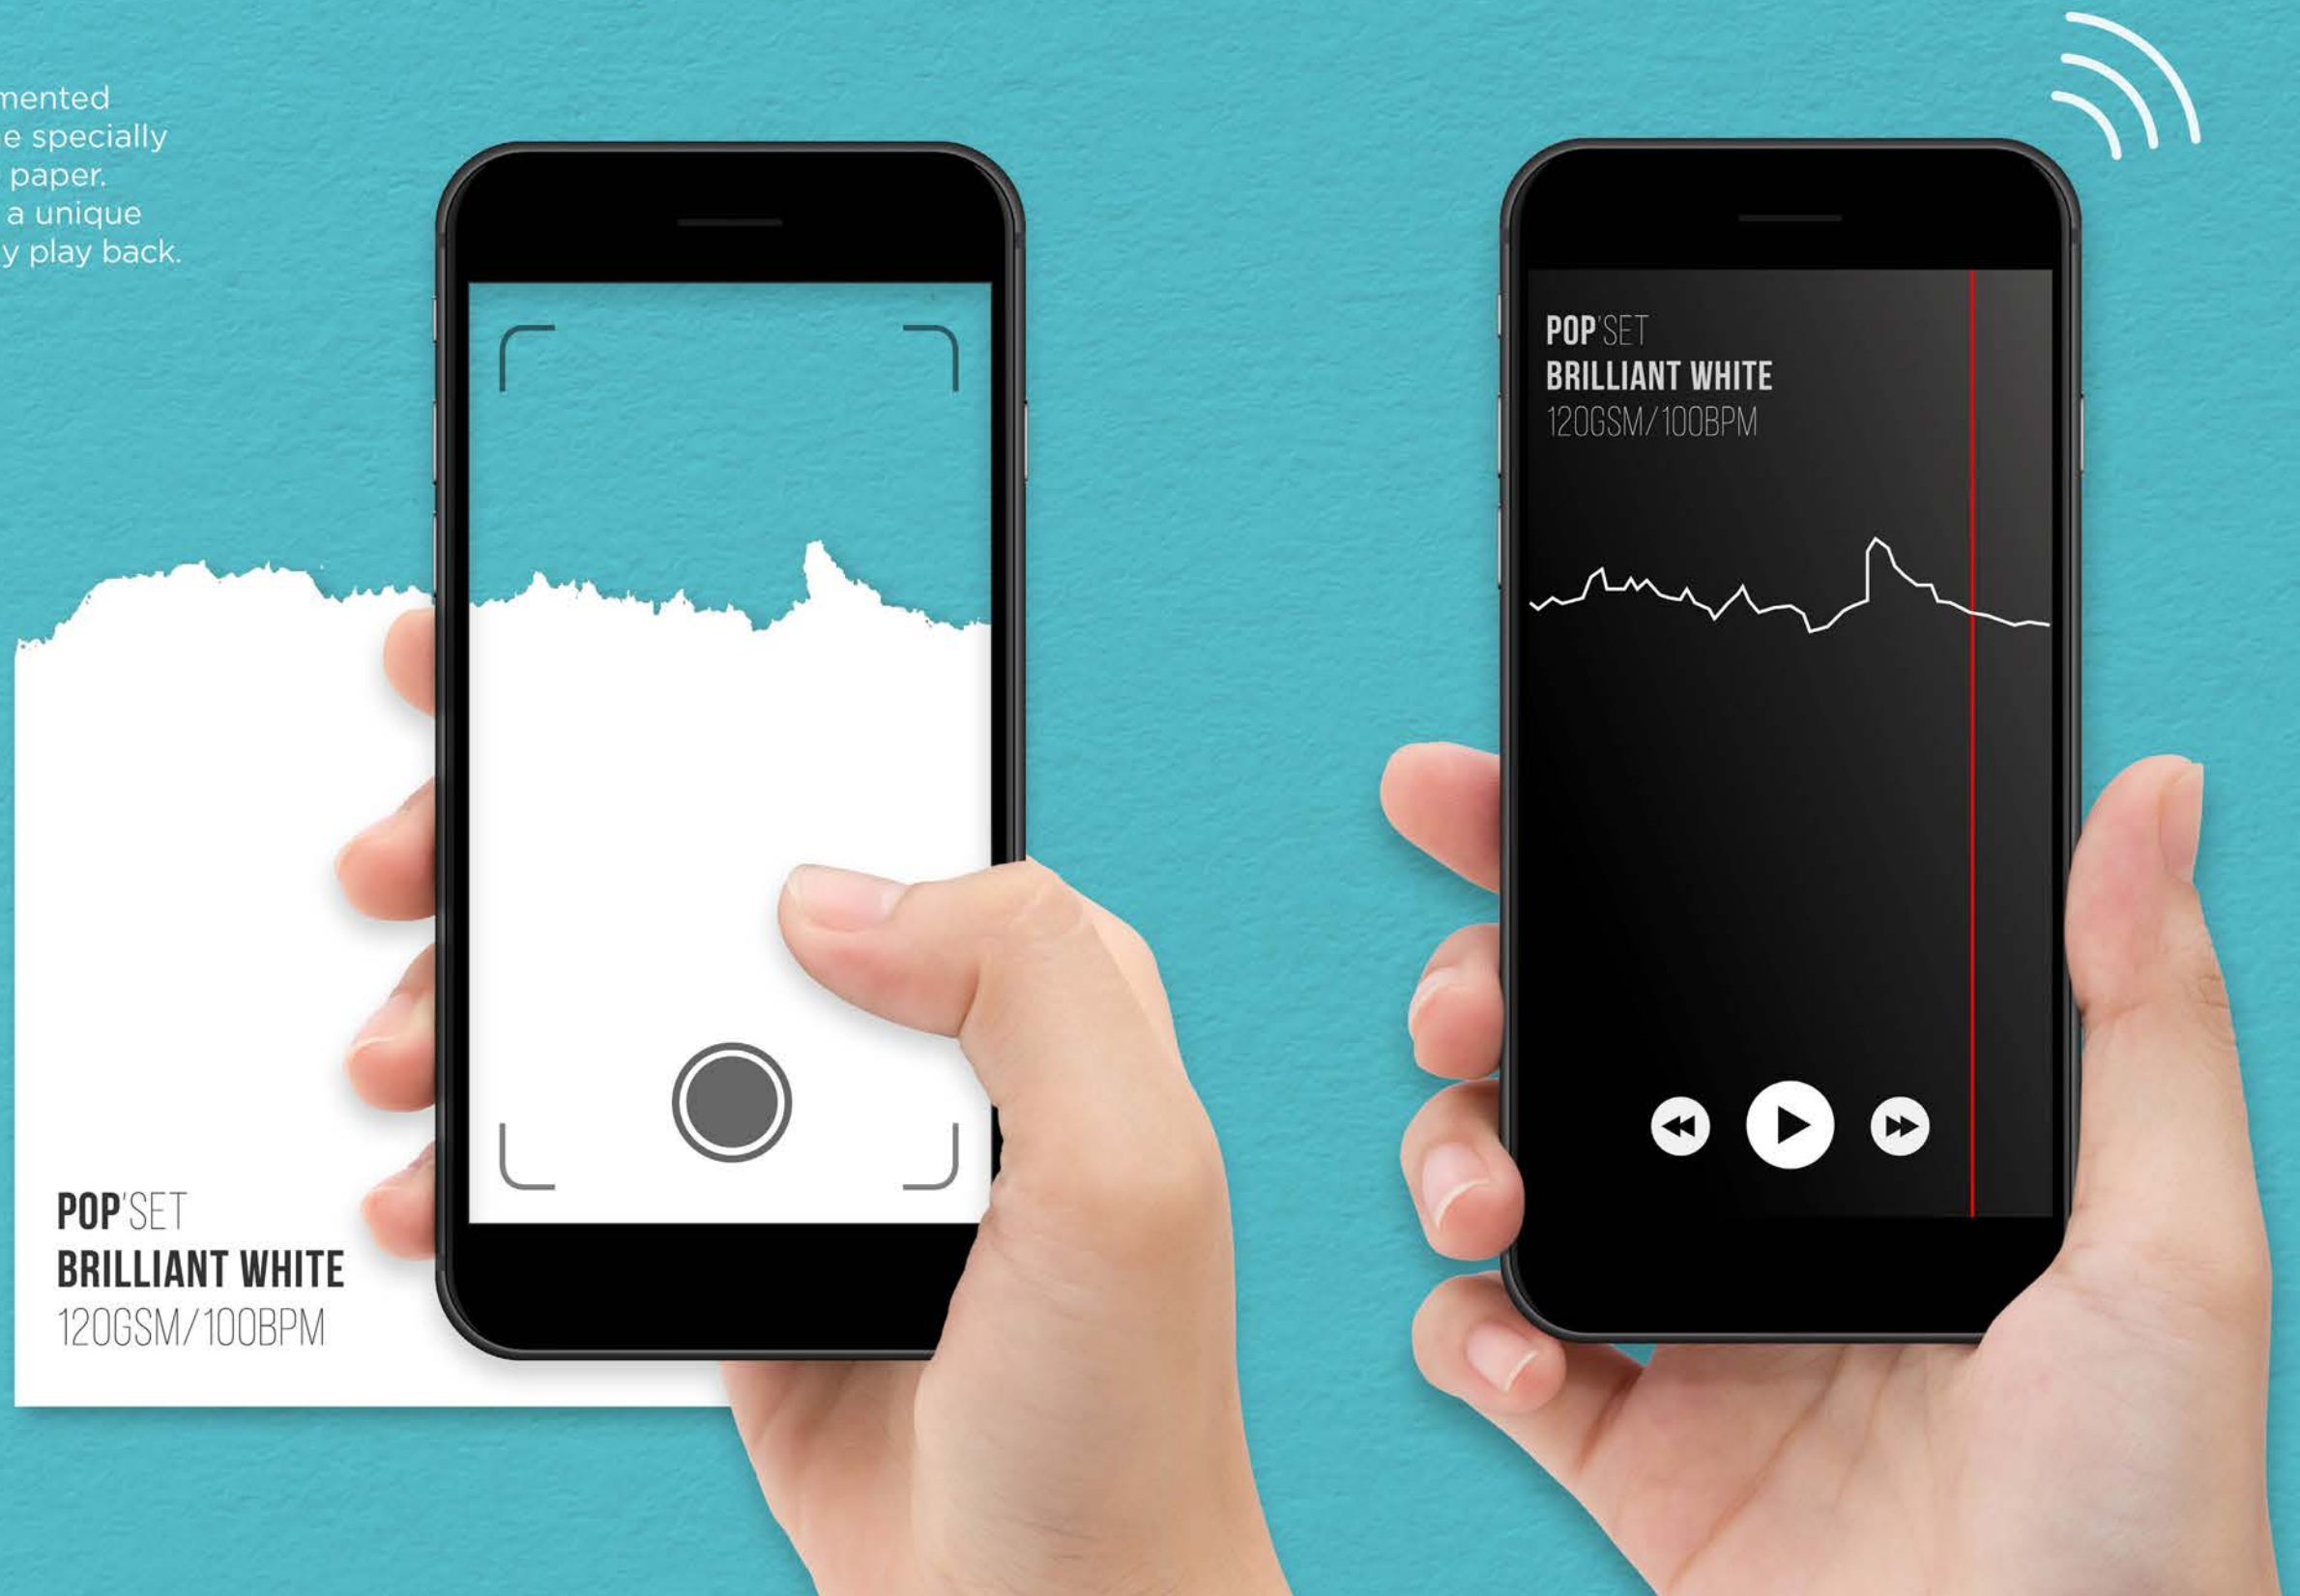 mented
e specially
paper.
a unique
y play back.
POP'SET
BRILLIANT WHITE
120GSM/100BPM
POP'SET
BRILLIANT WHITE
120GSM/100BPM